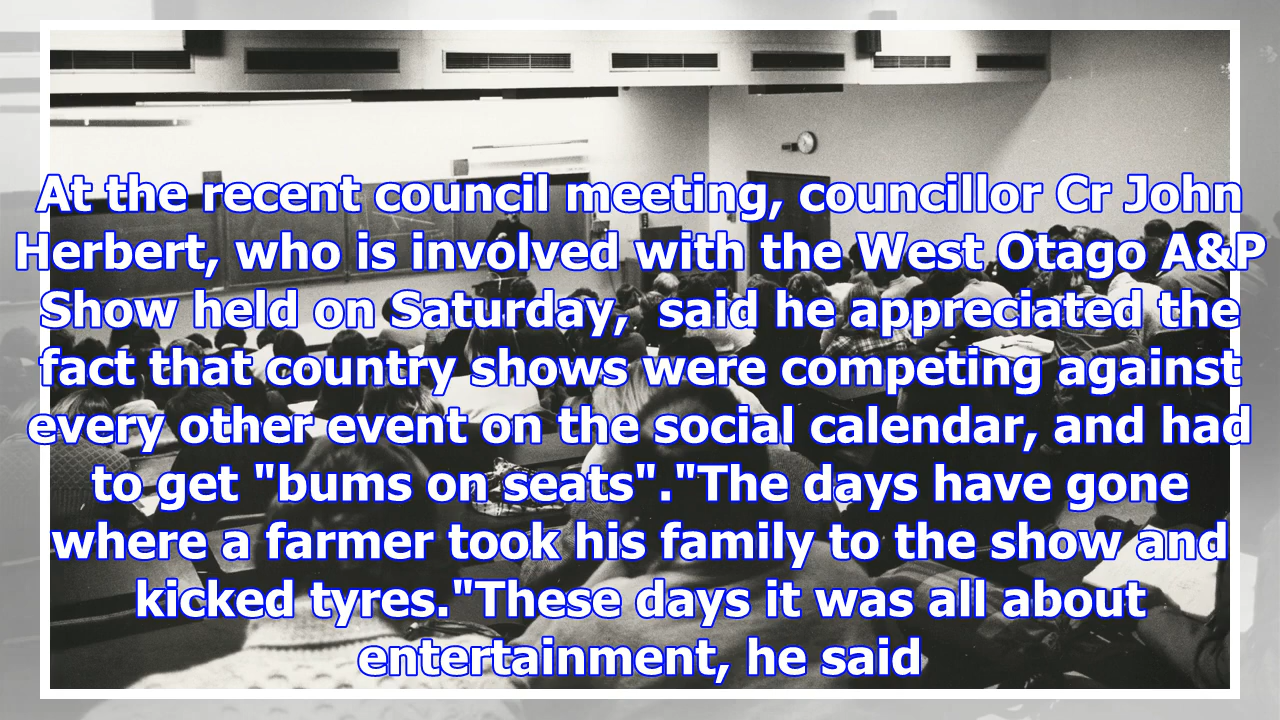 At the recent council meeting, councillor Cr John
Herbert, who is involved with the West Otago A&P
Show held on Saturday,  said he appreciated the
fact that country shows were competing against
every other event on the social calendar, and had
to get "bums on seats"."The days have gone
where a farmer took his family to the show and
kicked tyres."These days it was all about
entertainment, he said